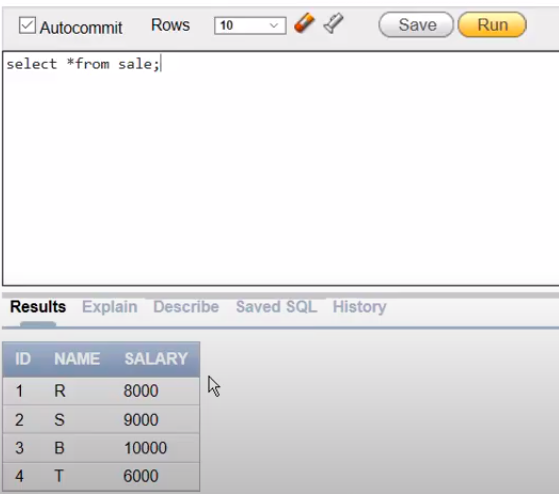 Autocommit Rows 10 Save Run
select *from sale;
Results Explain Describe Saved SQL History
ID NAME SALARY
1 R 8000
2 S 9000
3 B 10000
4 T 6000